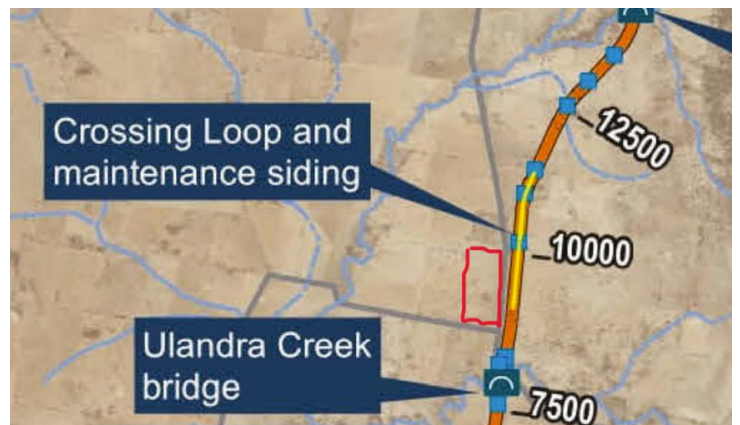 12500
Crossing Loop and
maintenance siding
10000
Ulandra Creek
bridge
7500